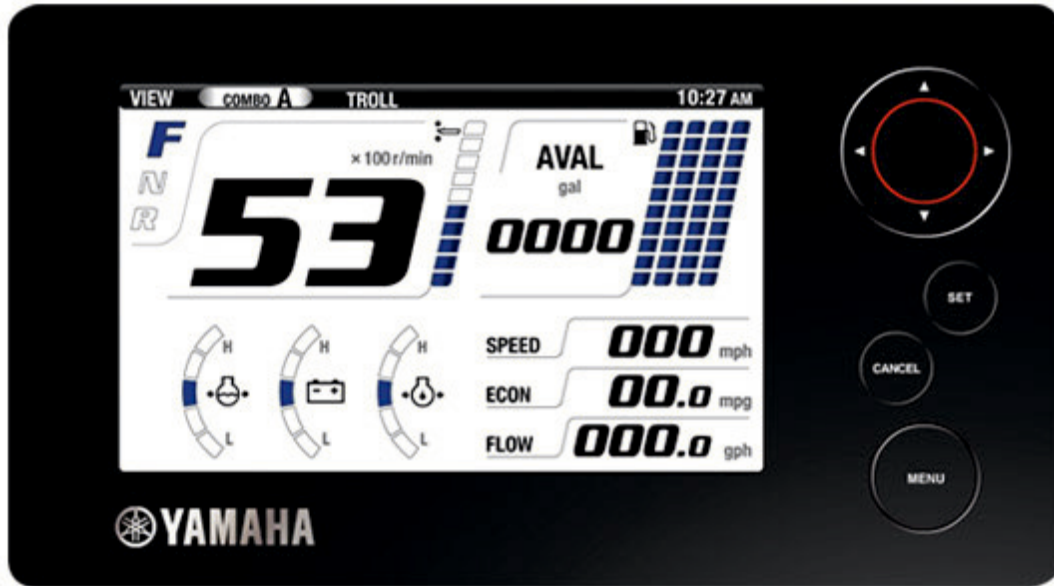 VIEW COMBO A TROLL 10:27 AM
F
N
R
× 100 r/min
53
AVAL
gal
0000
H
L
H
L
H
L
SPEED 000 mph
ECON 00.0 mpg
FLOW 000.0 gph
SET
CANCEL
MENU
YAMAHA